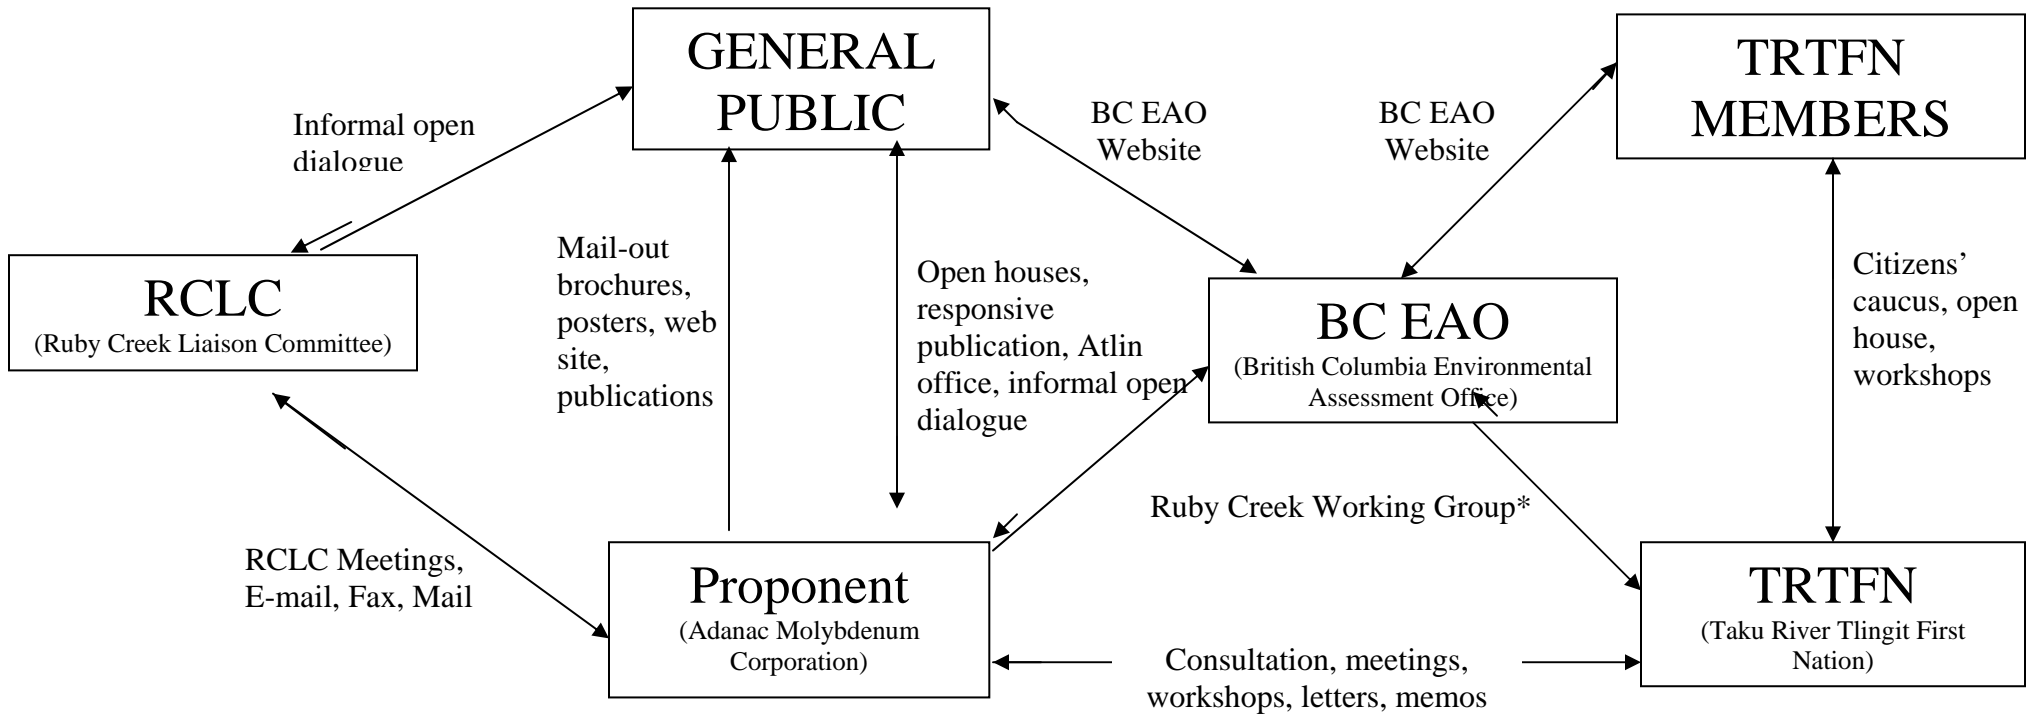 GENERAL
PUBLIC
TRTFN
MEMBERS
Informal open
dialogue
BC EAO
Website
BC EAO
Website
RCLC
(Ruby Creek Liaison Committee)
Mail-out
brochures,
posters, web
site,
publications
Open houses,
responsive
publication, Atlin
office, informal open
dialogue
BC EAO
(British Columbia Environmental
Assessment Office)
Citizens’
caucus, open
house,
workshops
Ruby Creek Working Group*
RCLC Meetings,
E-mail, Fax, Mail
Proponent
(Adanac Molybdenum
Corporation)
TRTFN
(Taku River Tlingit First
Nation)
Consultation, meetings,
workshops, letters, memos